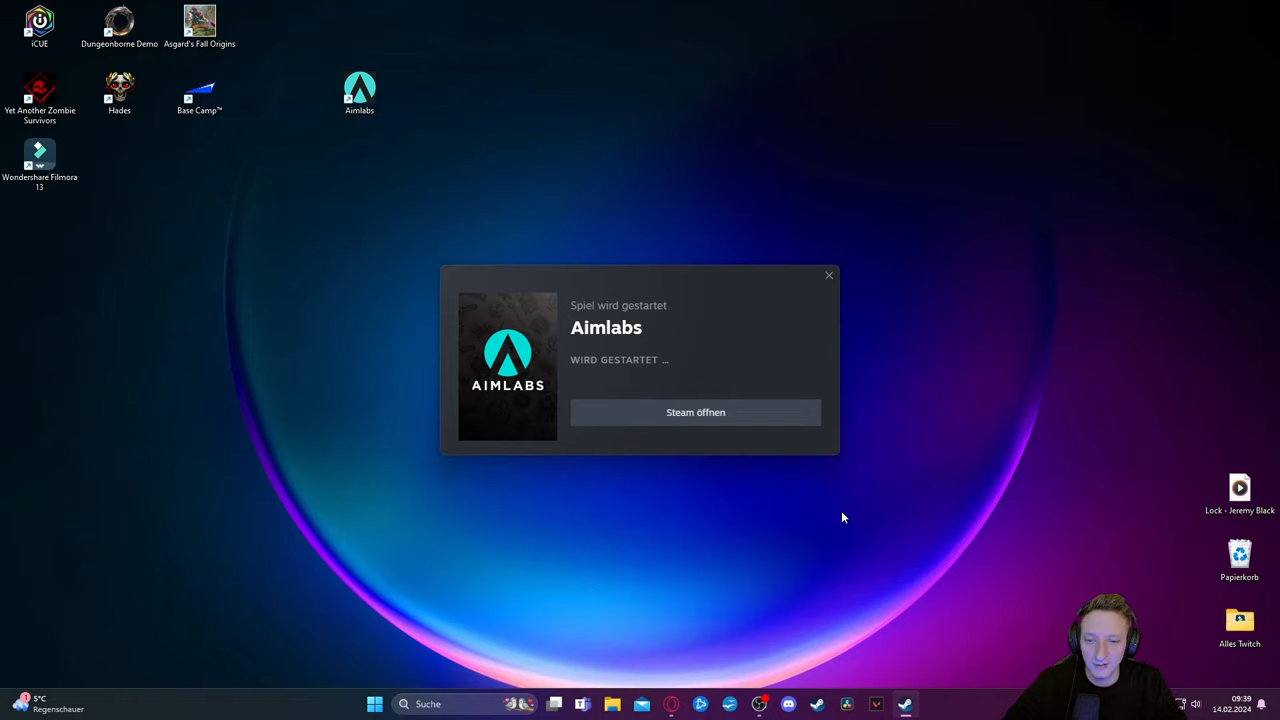 iCUE
Dungeonborne Demo
Asgard's Fall Origins
Yet Another Zombie
Survivors
Hades
Base Camp™
Aimlabs
Wondershare Filmora
13
Spiel wird gestartet
Aimlabs
WIRD GESTARTET ...
AIMLABS
Steam öffnen
Lock - Jeremy Black
Papierkorb
Alles Twitch
1
5°C
Regenschauer
Suche
09:39
14.02.2024